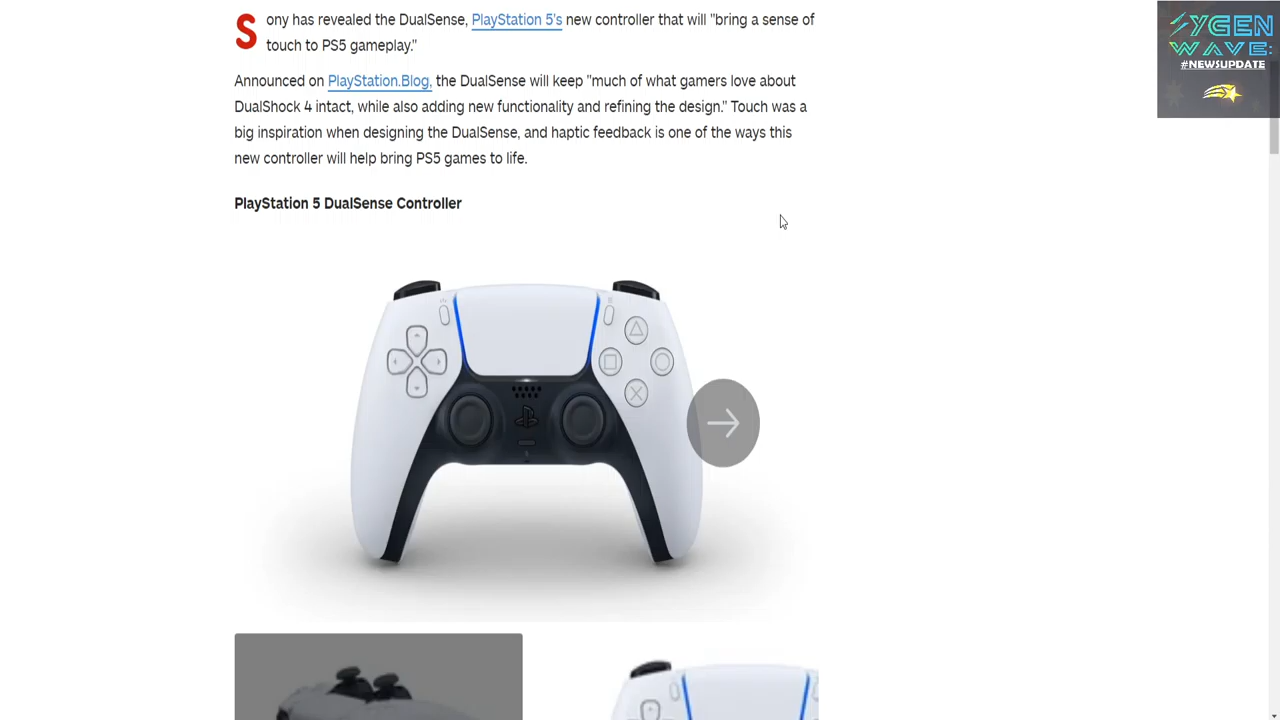 Sony has revealed the DualSense, PlayStation 5's new controller that will "bring a sense of
touch to PS5 gameplay."
Announced on PlayStation.Blog, the DualSense will keep "much of what gamers love about
DualShock 4 intact, while also adding new functionality and refining the design." Touch was a
big inspiration when designing the DualSense, and haptic feedback is one of the ways this
new controller will help bring PS5 games to life.
PlayStation 5 DualSense Controller
SYGEN
WAVE:
#NEWSUPDATE